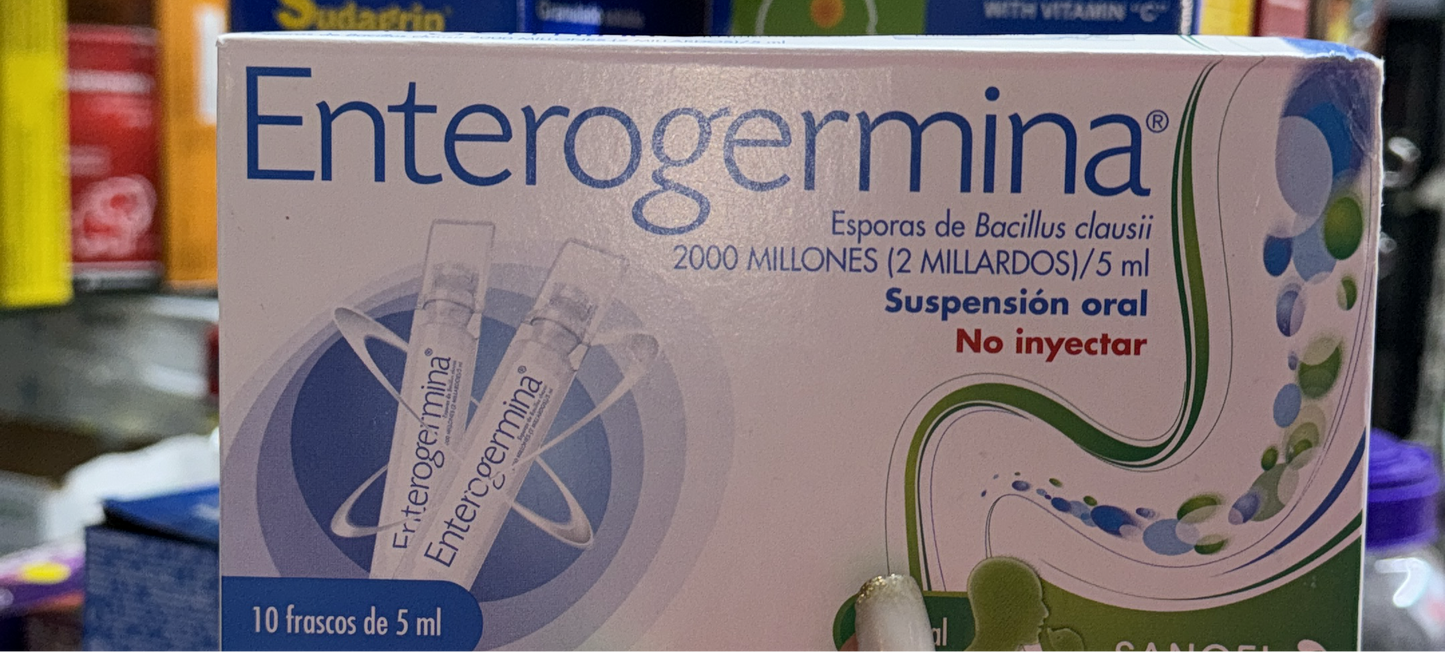 Sudagrip
WITH VITAMIN "C"
Enterogermina®
Esporas de Bacillus clausii
2000 MILLONES (2 MILLARDOS)/5 ml
Suspensión oral
No inyectar
Enterogermina®
Enterogermina®
10 frascos de 5 ml